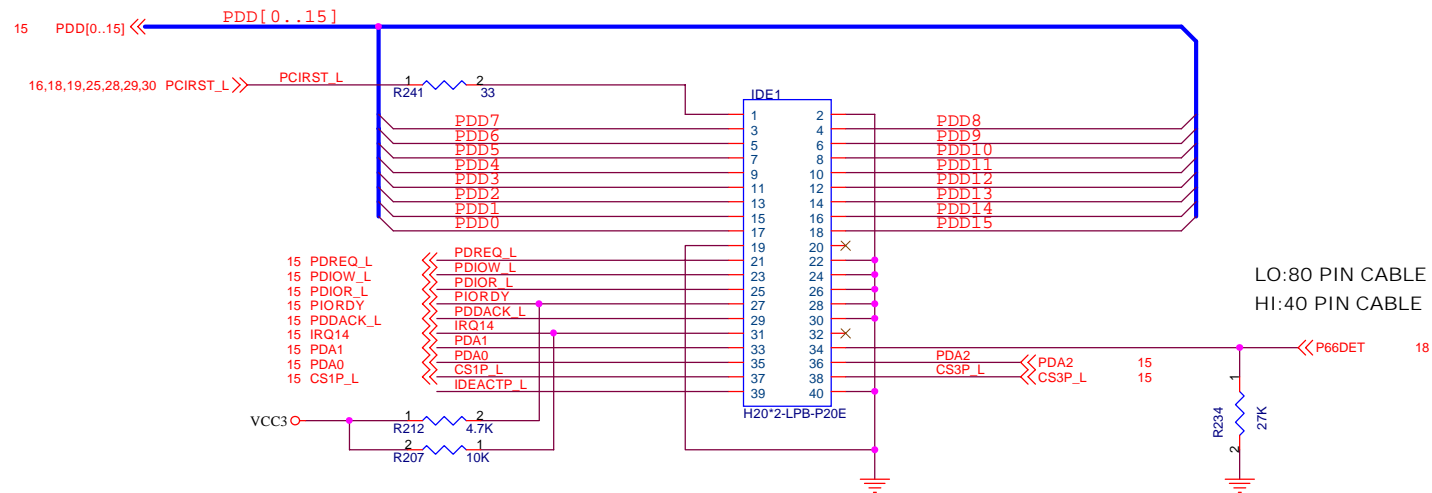 PDD[0..15]
15 PDD[0..15]
16,18,19,25,28,29,30 PCIRST_L PCIRST_L 1 2
R241 33
IDE1
1 2
PDD7 3 4 PDD8
PDD6 5 6 PDD9
PDD5 7 8 PDD10
PDD4 9 10 PDD11
PDD3 11 12 PDD12
PDD2 13 14 PDD13
PDD1 15 16 PDD14
PDD0 17 18 PDD15
19 20
15 PDREQ_L PDREQ_L 21 22
15 PDIOW_L PDIOW_L 23 24
15 PDIOR_L PDIOR_L 25 26
15 PIORDY PIORDY 27 28
15 PDDACK_L PDDACK_L 29 30
15 IRQ14 IRQ14 31 32
15 PDA1 PDA1 33 34
15 PDA0 PDA0 35 36 PDA2 PDA2 15
15 CS1P_L CS1P_L 37 38 CS3P_L CS3P_L 15
IDEACTP_L 39 40
H20*2-LPB-P20E
LO:80 PIN CABLE
HI:40 PIN CABLE
P66DET 18
1
R234 27K
2
VCC3 1 2
R212 4.7K
2 1
R207 10K